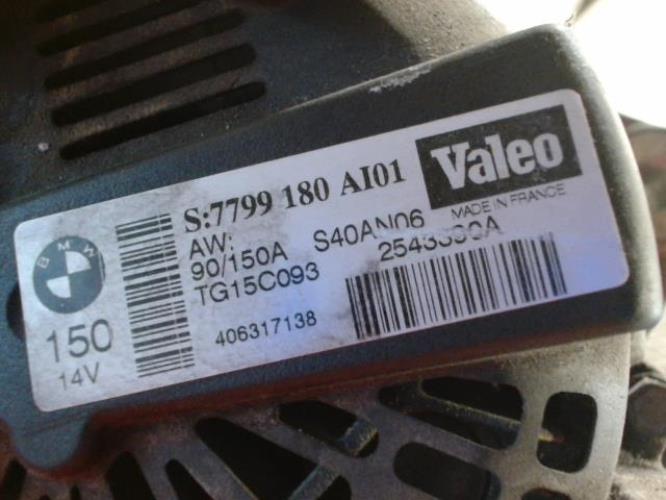 BMW
150
14V
S:7799 180 AI01
AW:
90/150A S40AN06
TG15C093
406317138
Valeo
MADE IN FRANCE